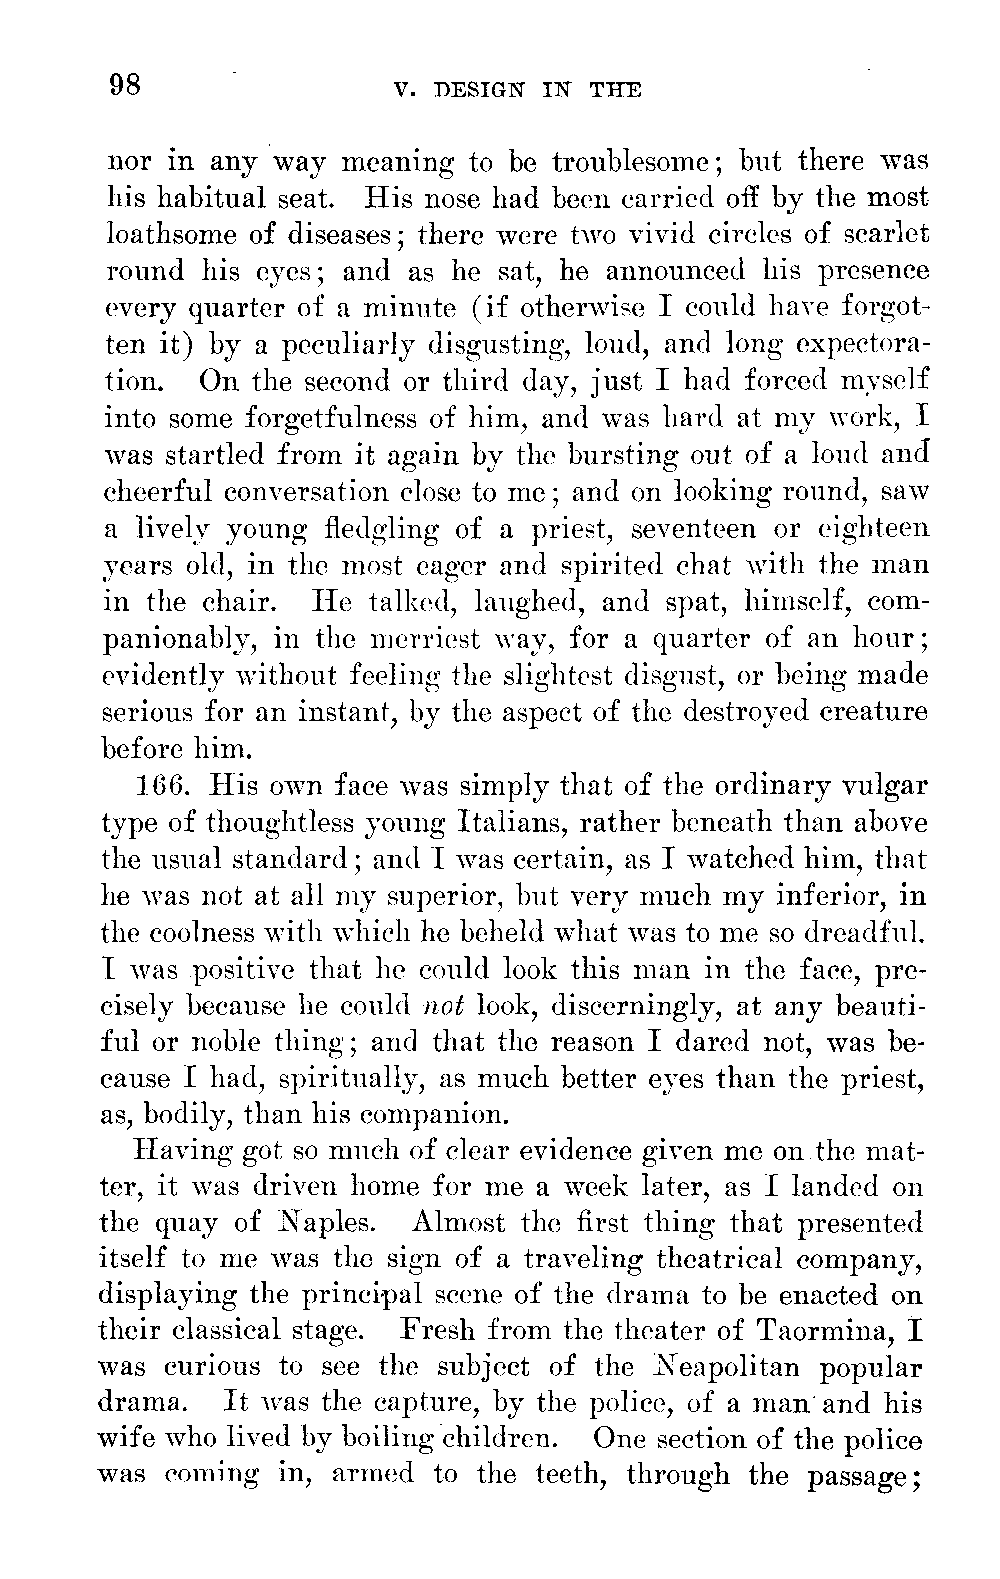 98 V. DESIGN IN THE
nor in any way meaning to be troublesome; but there was
his habitual seat. His nose had been carried off by the most
loathsome of diseases; there were two vivid circles of scarlet
round his eyes; and as he sat, he announced his presence
every quarter of a minute (if otherwise I could have forgot-
ten it) by a peculiarly disgusting, loud, and long expectora-
tion. On the second or third day, just I had forced myself
into some forgetfulness of him, and was hard at my work, I
was startled from it again by the bursting out of a loud and
cheerful conversation close to me; and on looking round, saw
a lively young fledgling of a priest, seventeen or eighteen
years old, in the most eager and spirited chat with the man
in the chair. He talked, laughed, and spat, himself, com-
panionably, in the merriest way, for a quarter of an hour;
evidently without feeling the slightest disgust, or being made
serious for an instant, by the aspect of the destroyed creature
before him.
166. His own face was simply that of the ordinary vulgar
type of thoughtless young Italians, rather beneath than above
the usual standard; and I was certain, as I watched him, that
he was not at all my superior, but very much my inferior, in
the coolness with which he beheld what was to me so dreadful.
I was positive that he could look this man in the face, pre-
cisely because he could not look, discerningly, at any beauti-
ful or noble thing; and that the reason I dared not, was be-
cause I had, spiritually, as much better eyes than the priest,
as, bodily, than his companion.
Having got so much of clear evidence given me on the mat-
ter, it was driven home for me a week later, as I landed on
the quay of Naples. Almost the first thing that presented
itself to me was the sign of a traveling theatrical company,
displaying the principal scene of the drama to be enacted on
their classical stage. Fresh from the theater of Taormina, I
was curious to see the subject of the Neapolitan popular
drama. It was the capture, by the police, of a man and his
wife who lived by boiling children. One section of the police
was coming in, armed to the teeth, through the passage;